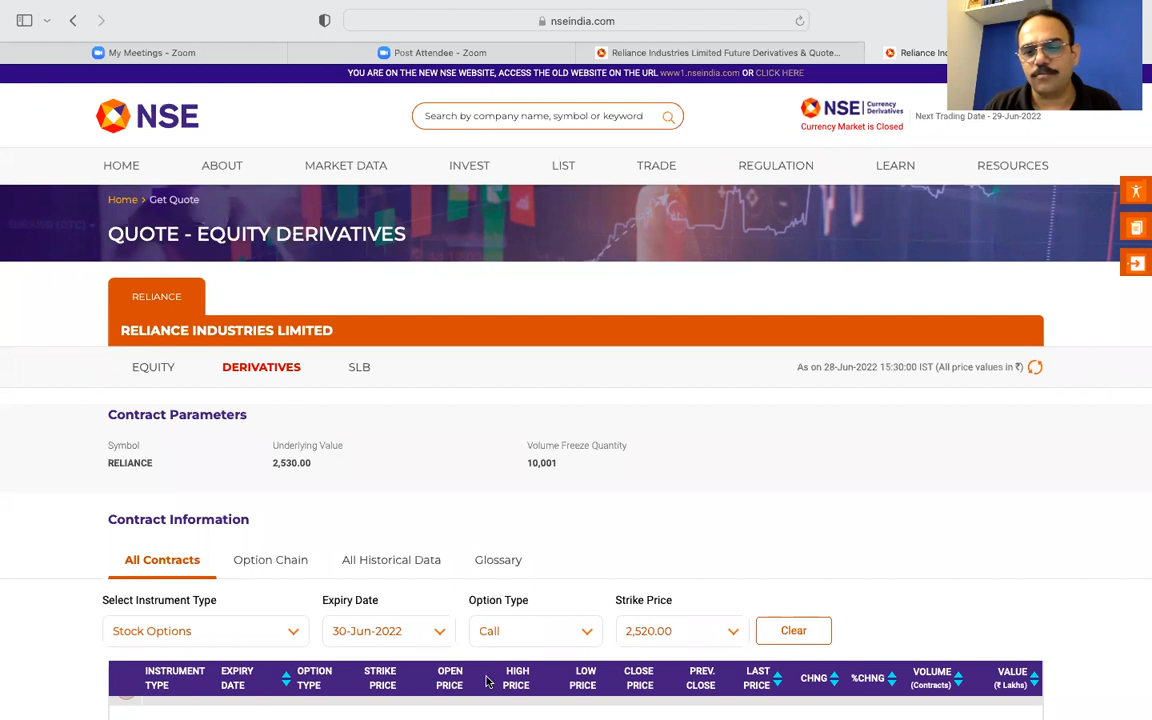 nseindia.com
My Meetings - Zoom
Post Attendee - Zoom
Reliance Industries Limited Future Derivatives & Quote...
Reliance Ind
YOU ARE ON THE NEW NSE WEBSITE, ACCESS THE OLD WEBSITE ON THE URL www1.nseindia.com OR CLICK HERE
NSE
Search by company name, symbol or keyword
NSE Currency Derivatives
Currency Market is Closed
Next Trading Date - 29-Jun-2022
HOME ABOUT MARKET DATA INVEST LIST TRADE REGULATION LEARN RESOURCES
Home > Get Quote
QUOTE - EQUITY DERIVATIVES
RELIANCE
RELIANCE INDUSTRIES LIMITED
EQUITY DERIVATIVES SLB
As on 28-Jun-2022 15:30:00 IST (All price values in ₹)
Contract Parameters
Symbol Underlying Value Volume Freeze Quantity
RELIANCE 2,530.00 10,001
Contract Information
All Contracts Option Chain All Historical Data Glossary
Select Instrument Type Expiry Date Option Type Strike Price
Stock Options 30-Jun-2022 Call 2,520.00 Clear
INSTRUMENT TYPE EXPIRY DATE OPTION TYPE STRIKE PRICE OPEN PRICE HIGH PRICE LOW PRICE CLOSE PRICE PREV. CLOSE LAST PRICE CHNG %CHNG VOLUME (Contracts) VALUE (₹ Lakhs)